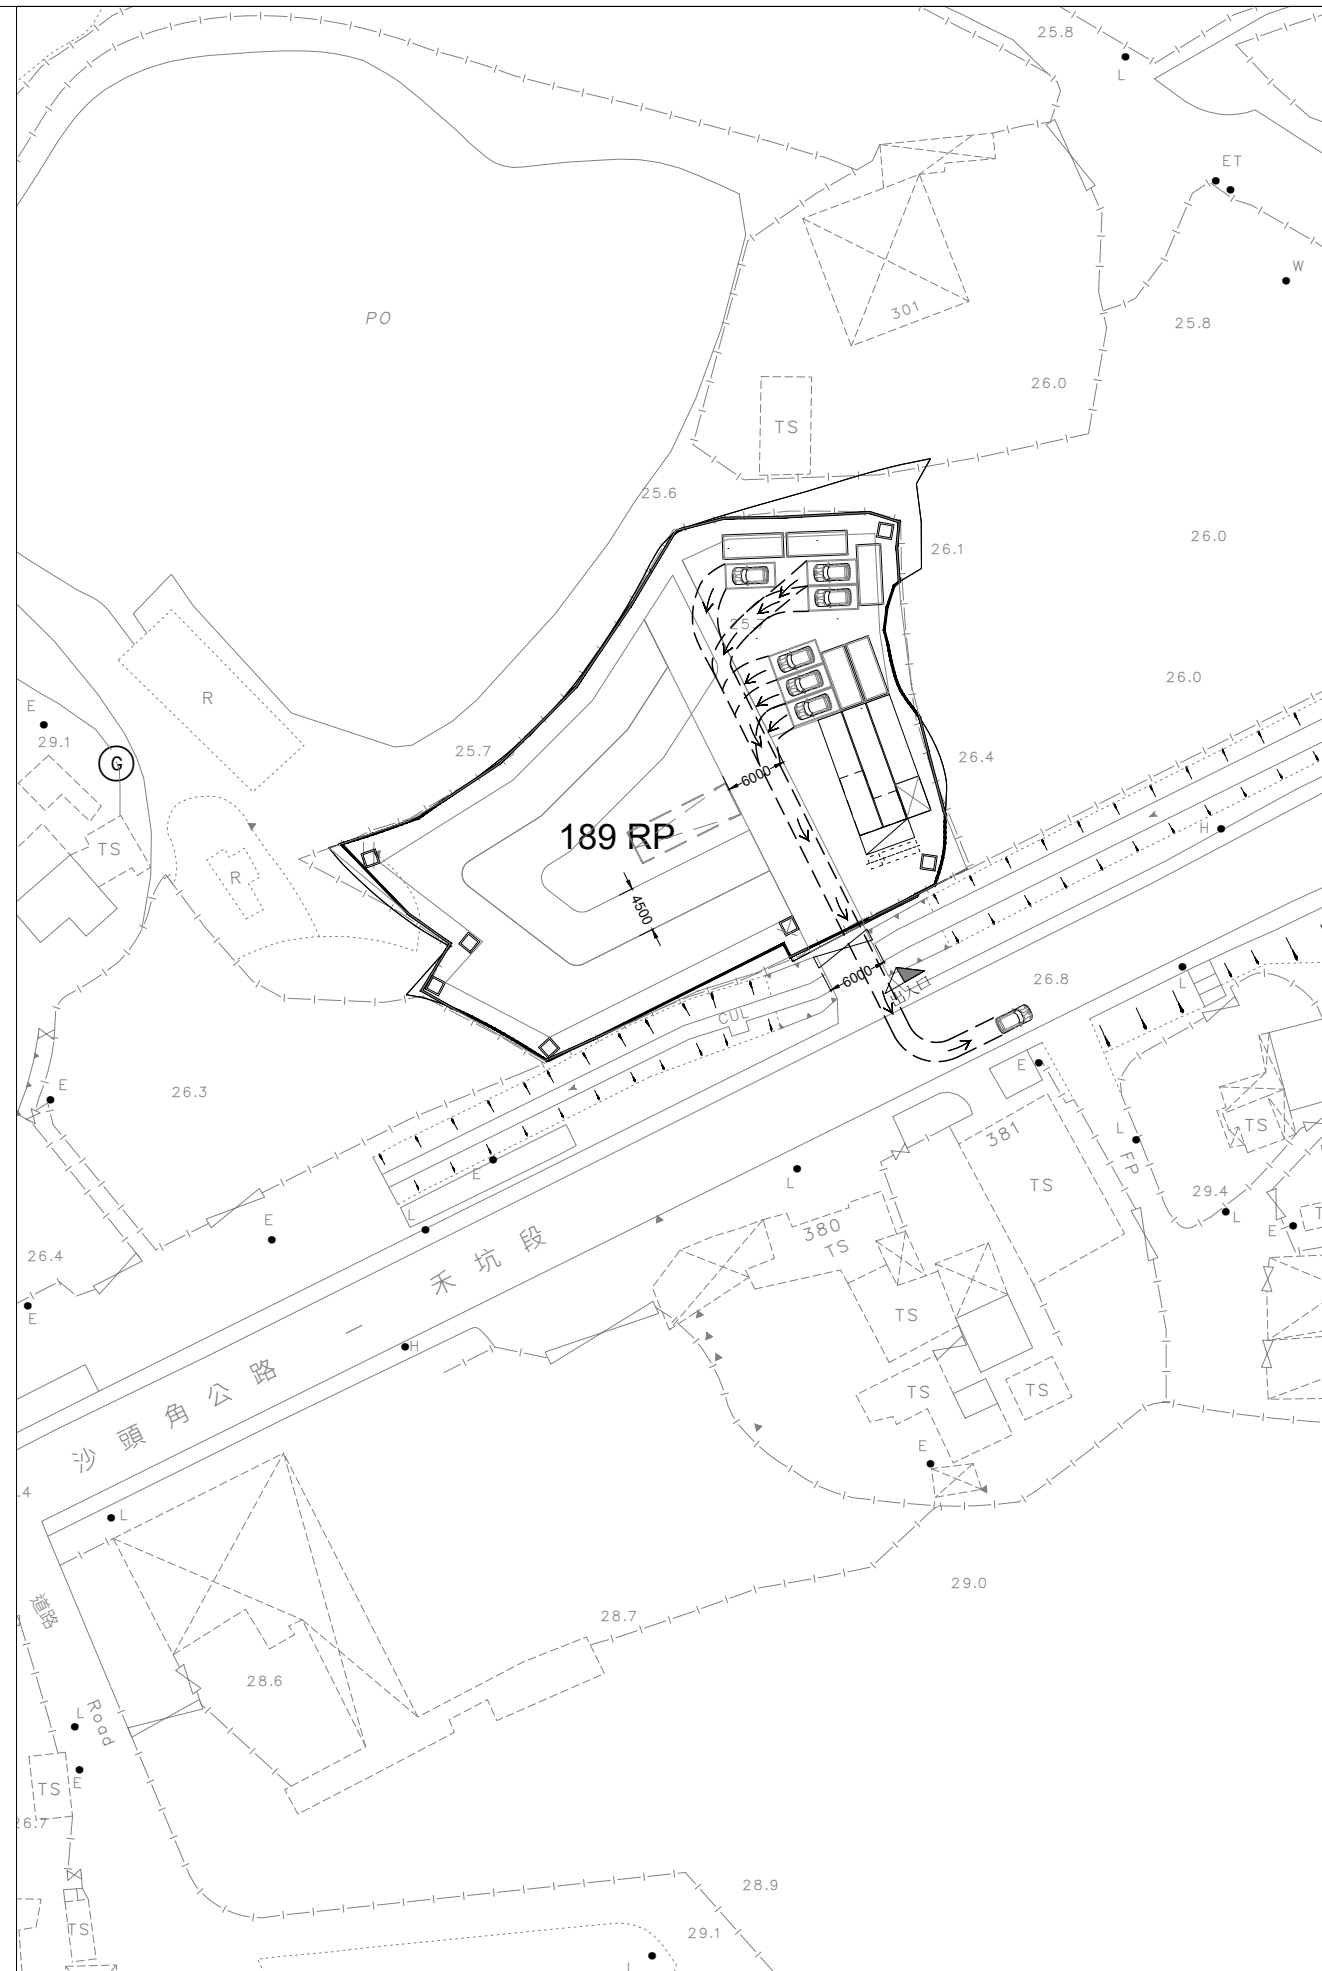 25.8
L
ET
W
PO
301
25.8
26.0
TS
25.6
26.1
26.0
25.
R
26.0
E
29.1
G
25.7
26.4
6000
H
189 RP
TS
R
4500
6000
出入口
26.8
L
CUL
26.3
E
E
381
L
TS
FP
TS
E
L
TS
29.4
L
E
T
26.4
E
L
380
TS
禾坑段
E
TS
一
H
沙頭角公路
TS
TS
E
.4
L
29.0
道路
28.7
28.6
Road
L
TS
E
26.7
28.9
TS
29.1
L